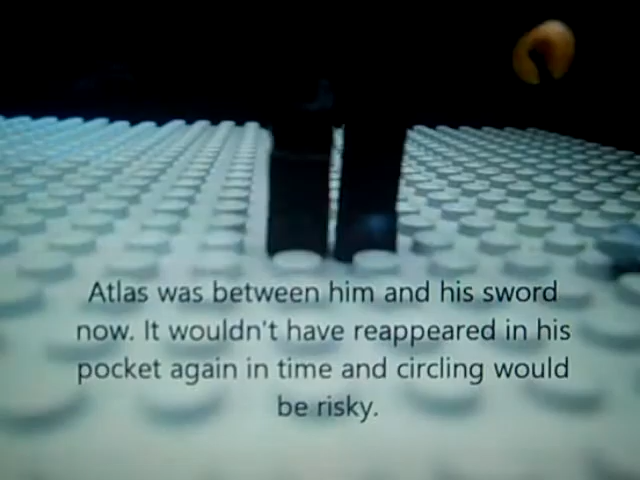 Atlas was between him and his sword
now. It wouldn't have reappeared in his
pocket again in time and circling would
be risky.